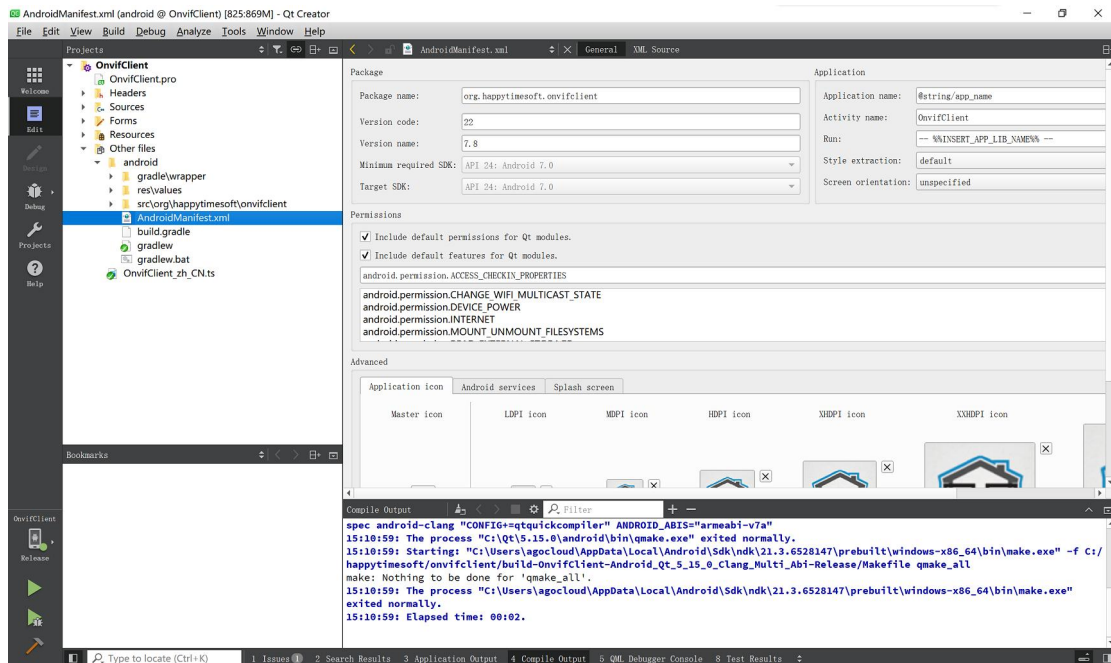 AndroidManifest.xml (android @ OnvifClient) [825:869M] - Qt Creator
File Edit View Build Debug Analyze Tools Window Help
Projects
AndroidManifest.xml
General
XML Source
Welcome
Edit
Design
Debug
Projects
Help
OnvifClient
Release
OnvifClient
OnvifClient.pro
Headers
Sources
Forms
Resources
Other files
android
gradle\wrapper
res\values
src\org\happytimesoft\onvifclient
AndroidManifest.xml
build.gradle
gradlew
gradlew.bat
OnvifClient_zh_CN.ts
Bookmarks
Package
Package name: org.happytimesoft.onvifclient
Version code: 22
Version name: 7.8
Minimum required SDK: API 24: Android 7.0
Target SDK: API 24: Android 7.0
Application
Application name: @string/app_name
Activity name: OnvifClient
Run: -- %%INSERT_APP_LIB_NAME%% --
Style extraction: default
Screen orientation: unspecified
Permissions
Include default permissions for Qt modules.
Include default features for Qt modules.
android.permission.ACCESS_CHECKIN_PROPERTIES
android.permission.CHANGE_WIFI_MULTICAST_STATE
android.permission.DEVICE_POWER
android.permission.INTERNET
android.permission.MOUNT_UNMOUNT_FILESYSTEMS
Advanced
Application icon Android services Splash screen
Master icon LDPI icon MDPI icon HDPI icon XHDPI icon XXHDPI icon
Compile Output Filter
spec android-clang "CONFIG+=qtquickcompiler" ANDROID_ABIS="armeabi-v7a"
15:10:59: The process "C:\Qt\5.15.0\android\bin\qmake.exe" exited normally.
15:10:59: Starting: "C:\Users\agocloud\AppData\Local\Android\Sdk\ndk\21.3.6528147\prebuilt\windows-x86_64\bin\make.exe" -f C:/
happytimesoft/onvifclient/build-OnvifClient-Android_Qt_5_15_0_Clang_Multi_Abi-Release/Makefile qmake_all
make: Nothing to be done for 'qmake_all'.
15:10:59: The process "C:\Users\agocloud\AppData\Local\Android\Sdk\ndk\21.3.6528147\prebuilt\windows-x86_64\bin\make.exe"
exited normally.
15:10:59: Elapsed time: 00:02.
Type to locate (Ctrl+K) 1 Issues 1 2 Search Results 3 Application Output 4 Compile Output 5 QML Debugger Console 8 Test Results